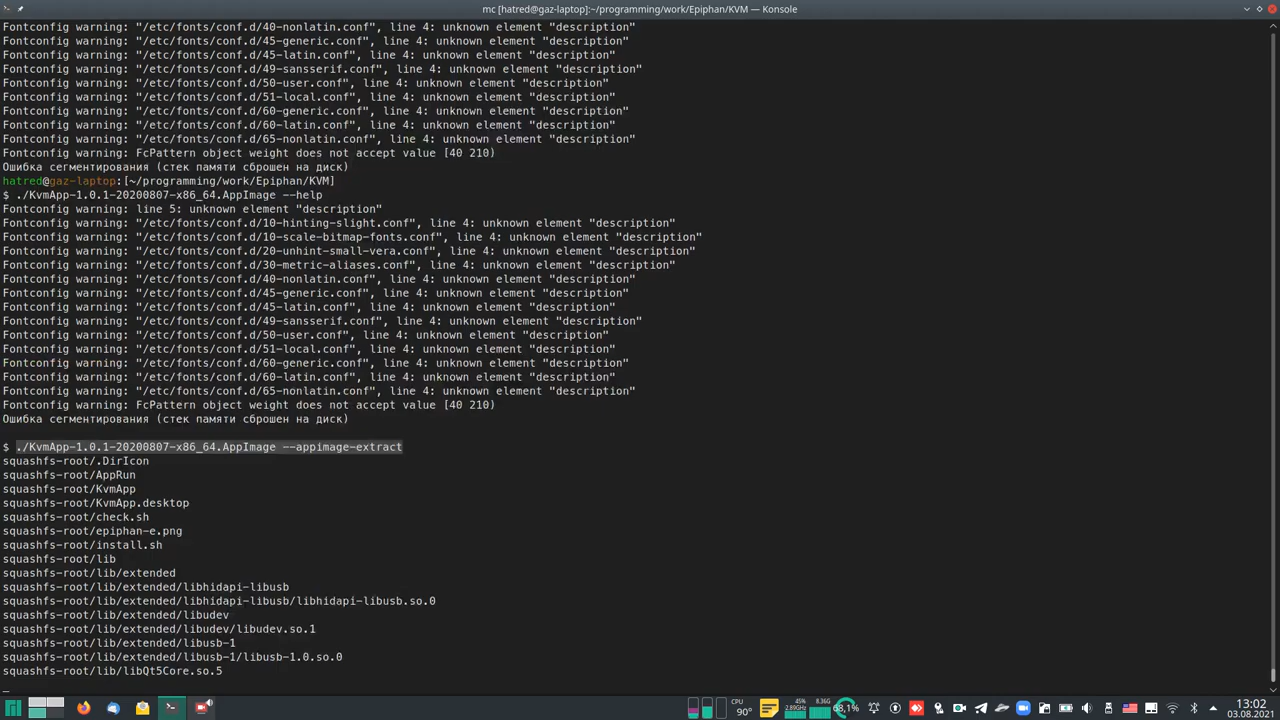 mc [hatred@gaz-laptop]:~/programming/work/Epiphan/KVM — Konsole
Fontconfig warning: "/etc/fonts/conf.d/40-nonlatin.conf", line 4: unknown element "description"
Fontconfig warning: "/etc/fonts/conf.d/45-generic.conf", line 4: unknown element "description"
Fontconfig warning: "/etc/fonts/conf.d/45-latin.conf", line 4: unknown element "description"
Fontconfig warning: "/etc/fonts/conf.d/49-sansserif.conf", line 4: unknown element "description"
Fontconfig warning: "/etc/fonts/conf.d/50-user.conf", line 4: unknown element "description"
Fontconfig warning: "/etc/fonts/conf.d/51-local.conf", line 4: unknown element "description"
Fontconfig warning: "/etc/fonts/conf.d/60-generic.conf", line 4: unknown element "description"
Fontconfig warning: "/etc/fonts/conf.d/60-latin.conf", line 4: unknown element "description"
Fontconfig warning: "/etc/fonts/conf.d/65-nonlatin.conf", line 4: unknown element "description"
Fontconfig warning: FcPattern object weight does not accept value [40 210)
Ошибка сегментирования (стек памяти сброшен на диск)
hatred@gaz-laptop:[~/programming/work/Epiphan/KVM]
$ ./KvmApp-1.0.1-20200807-x86_64.AppImage --help
Fontconfig warning: line 5: unknown element "description"
Fontconfig warning: "/etc/fonts/conf.d/10-hinting-slight.conf", line 4: unknown element "description"
Fontconfig warning: "/etc/fonts/conf.d/10-scale-bitmap-fonts.conf", line 4: unknown element "description"
Fontconfig warning: "/etc/fonts/conf.d/20-unhint-small-vera.conf", line 4: unknown element "description"
Fontconfig warning: "/etc/fonts/conf.d/30-metric-aliases.conf", line 4: unknown element "description"
Fontconfig warning: "/etc/fonts/conf.d/40-nonlatin.conf", line 4: unknown element "description"
Fontconfig warning: "/etc/fonts/conf.d/45-generic.conf", line 4: unknown element "description"
Fontconfig warning: "/etc/fonts/conf.d/45-latin.conf", line 4: unknown element "description"
Fontconfig warning: "/etc/fonts/conf.d/49-sansserif.conf", line 4: unknown element "description"
Fontconfig warning: "/etc/fonts/conf.d/50-user.conf", line 4: unknown element "description"
Fontconfig warning: "/etc/fonts/conf.d/51-local.conf", line 4: unknown element "description"
Fontconfig warning: "/etc/fonts/conf.d/60-generic.conf", line 4: unknown element "description"
Fontconfig warning: "/etc/fonts/conf.d/60-latin.conf", line 4: unknown element "description"
Fontconfig warning: "/etc/fonts/conf.d/65-nonlatin.conf", line 4: unknown element "description"
Fontconfig warning: FcPattern object weight does not accept value [40 210)
Ошибка сегментирования (стек памяти сброшен на диск)
$ ./KvmApp-1.0.1-20200807-x86_64.AppImage --appimage-extract
squashfs-root/.DirIcon
squashfs-root/AppRun
squashfs-root/KvmApp
squashfs-root/KvmApp.desktop
squashfs-root/check.sh
squashfs-root/epiphan-e.png
squashfs-root/install.sh
squashfs-root/lib
squashfs-root/lib/extended
squashfs-root/lib/extended/libhidapi-libusb
squashfs-root/lib/extended/libhidapi-libusb/libhidapi-libusb.so.0
squashfs-root/lib/extended/libudev
squashfs-root/lib/extended/libudev/libudev.so.1
squashfs-root/lib/extended/libusb-1
squashfs-root/lib/extended/libusb-1/libusb-1.0.so.0
squashfs-root/lib/libQt5Core.so.5
CPU
90°
45%
2.89GHz
8.36G
68,1%
13:02
03.08.2021